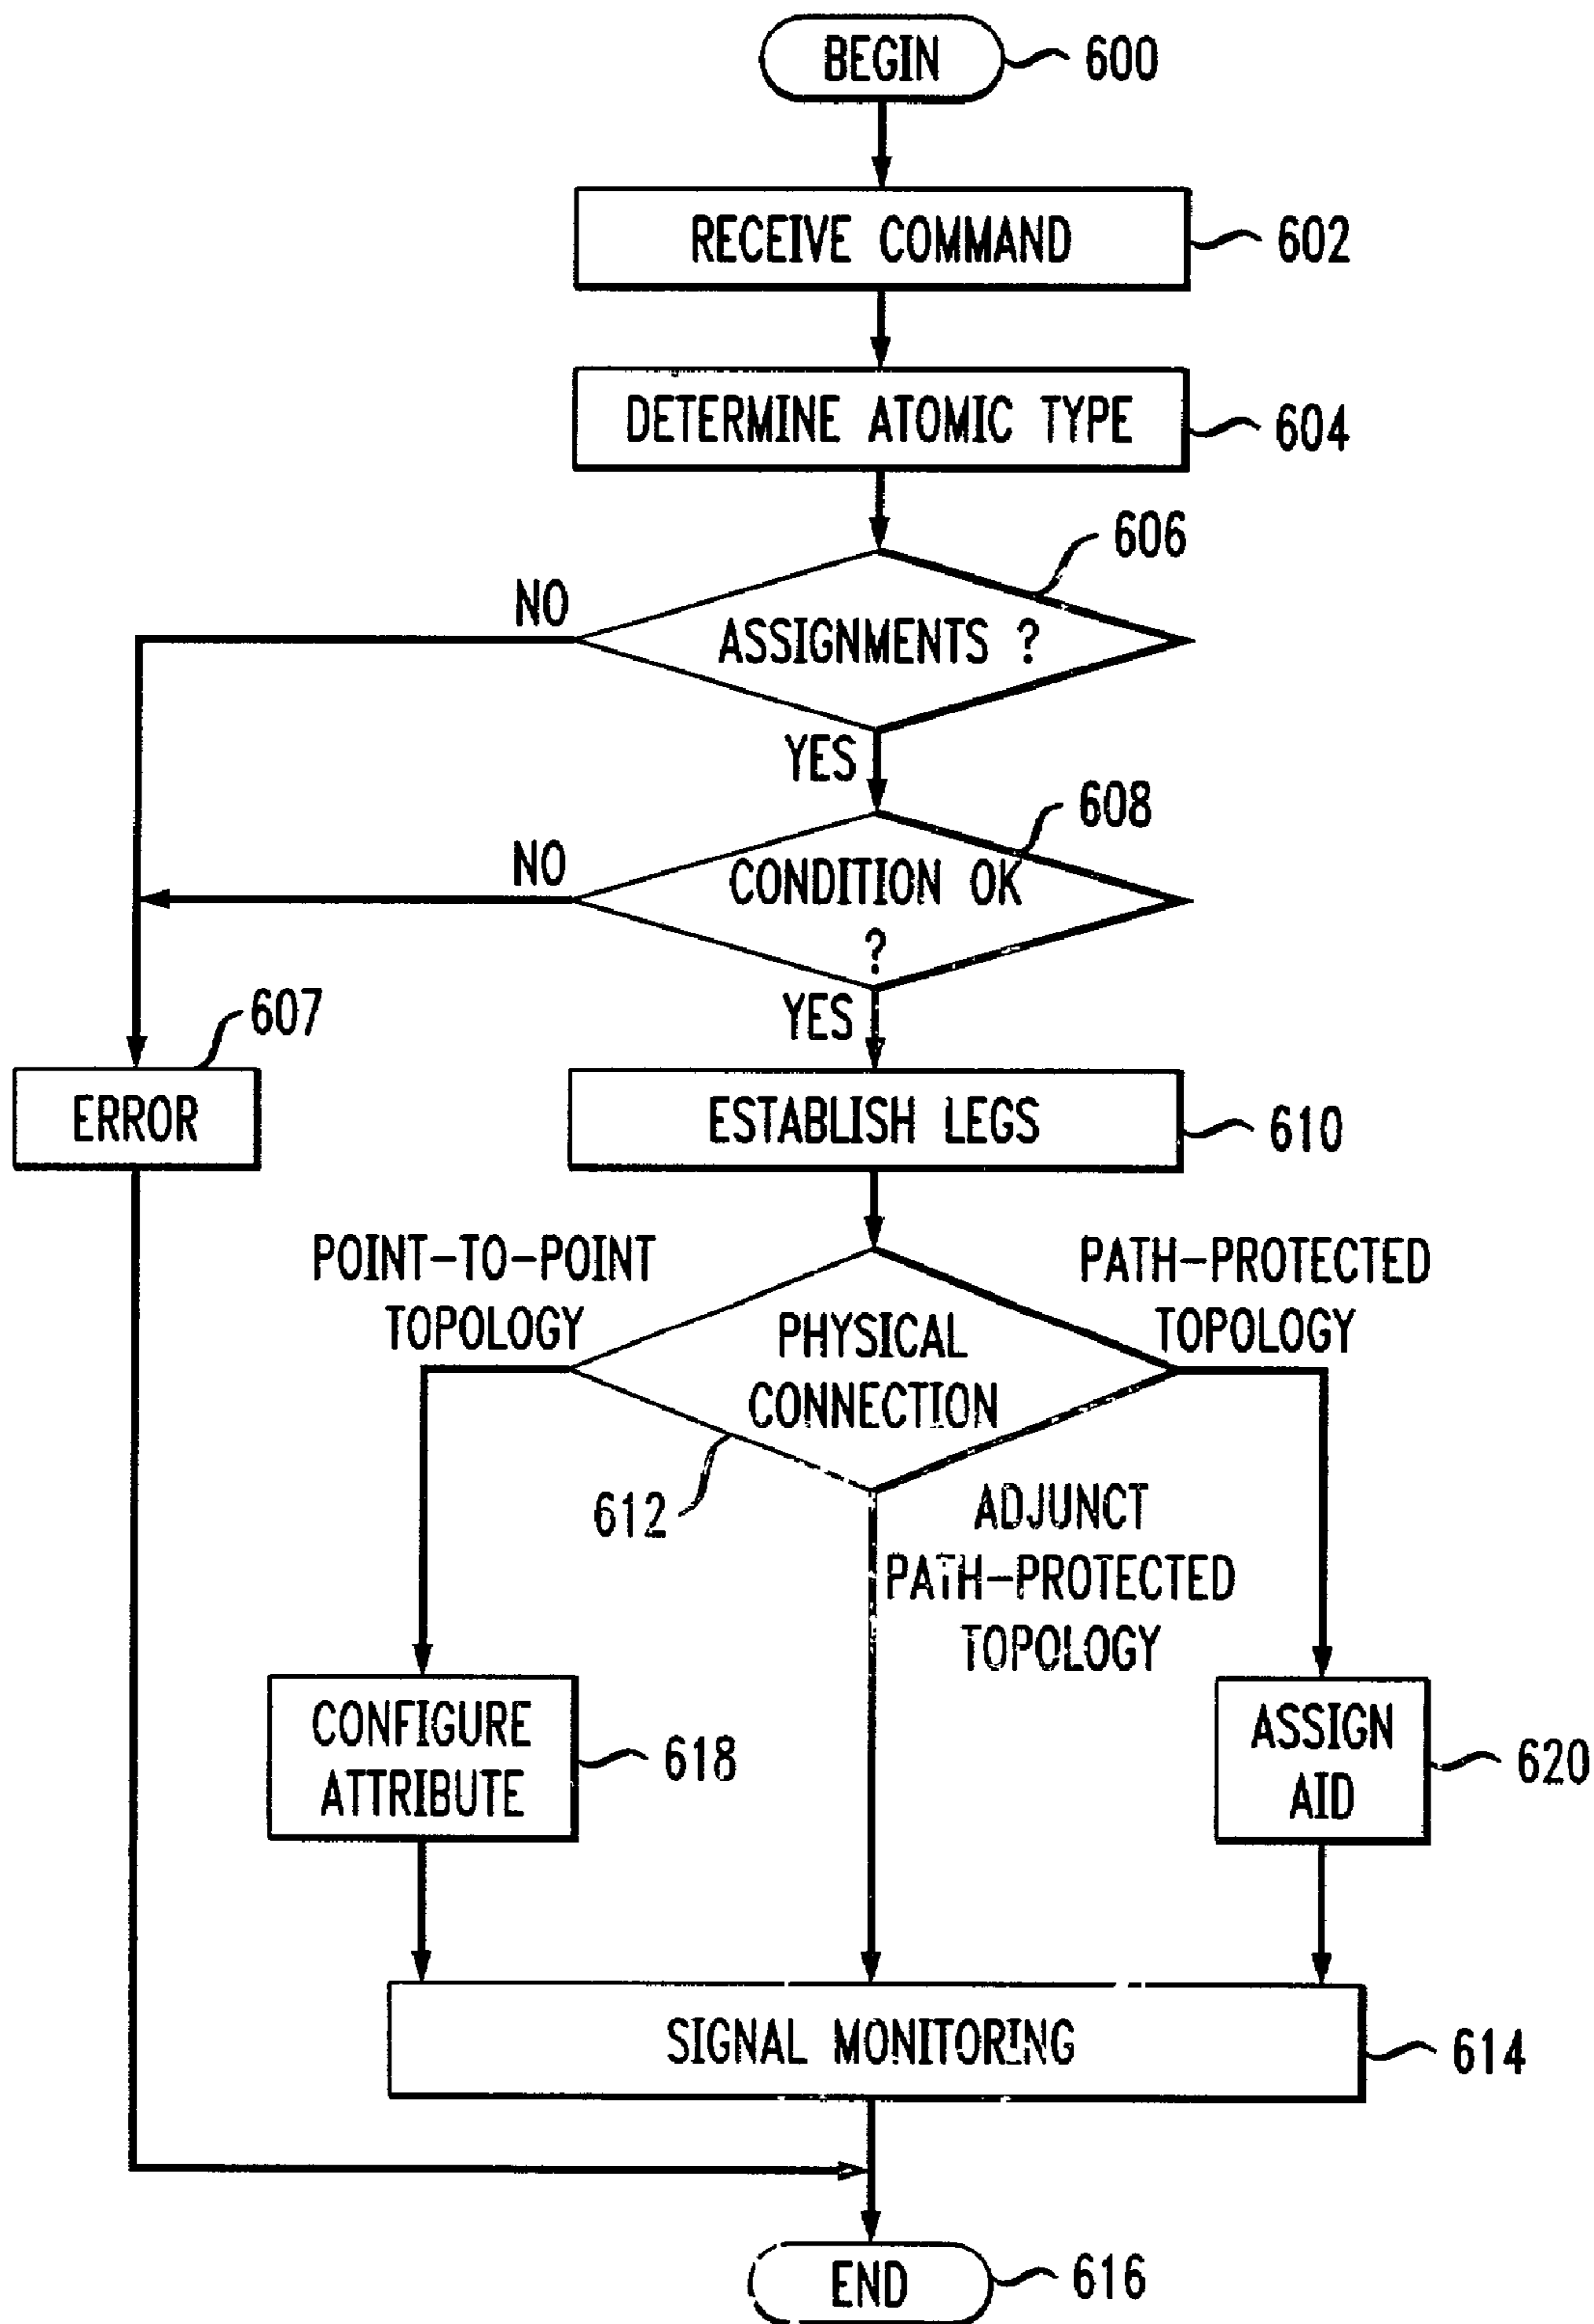 BEGIN 600
RECEIVE COMMAND 602
DETERMINE ATOMIC TYPE 604
606
NO
ASSIGNMENTS ?
YES
608
NO
CONDITION OK
?
YES
607
ERROR
ESTABLISH LEGS 610
POINT-TO-POINT
TOPOLOGY
PATH-PROTECTED
TOPOLOGY
PHYSICAL
CONNECTION
612
ADJUNCT
PATH-PROTECTED
TOPOLOGY
CONFIGURE
ATTRIBUTE
618
ASSIGN
AID
620
SIGNAL MONITORING 614
END 616